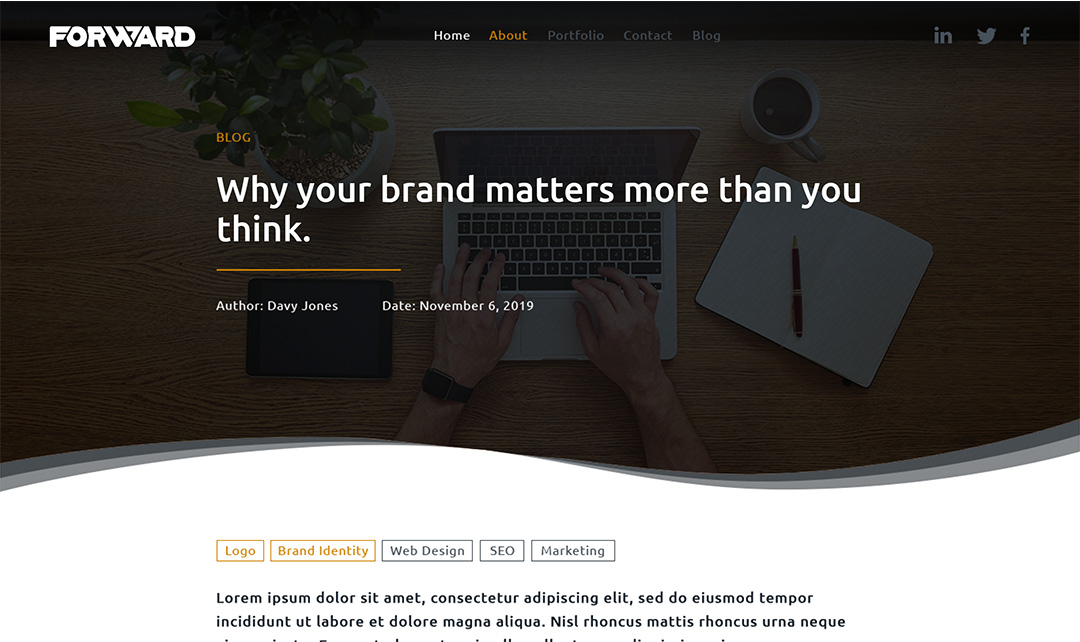 FORWARD
Home About Portfolio Contact Blog
BLOG
Why your brand matters more than you
think.
Author: Davy Jones Date: November 6, 2019
Logo Brand Identity Web Design SEO Marketing
Lorem ipsum dolor sit amet, consectetur adipiscing elit, sed do eiusmod tempor
incididunt ut labore et dolore magna aliqua. Nisl rhoncus mattis rhoncus urna neque